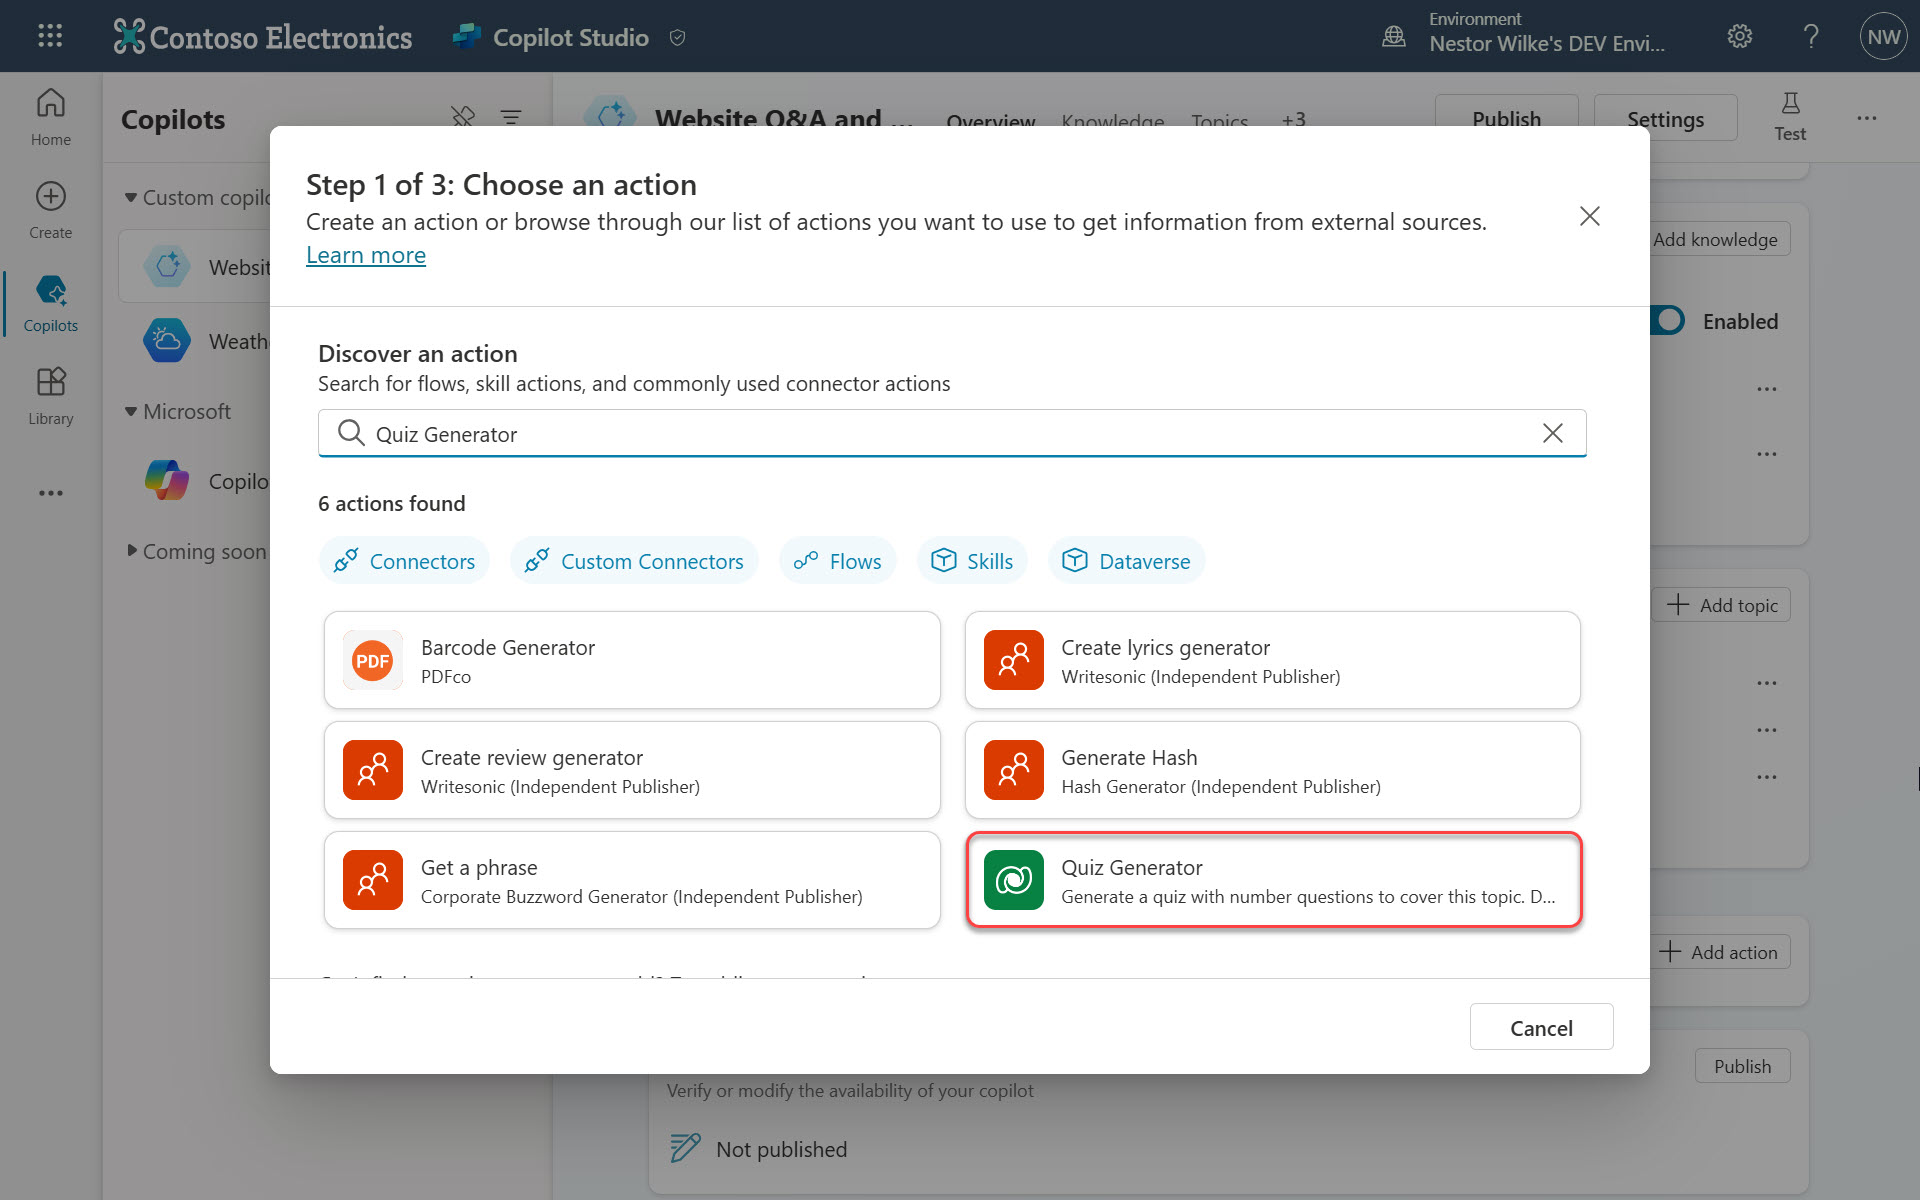 Contoso Electronics
Copilot Studio
Environment
Nestor Wilke's DEV Envi...
NW
Home
Create
Copilots
Library
Copilots
Custom copilo
Websit
Weath
Microsoft
Copilo
Coming soon
Website Q&A and ...
Overview
Knowledge
Topics
+3
Publish
Settings
Test
Step 1 of 3: Choose an action
Create an action or browse through our list of actions you want to use to get information from external sources.
Learn more
Add knowledge
Enabled
Discover an action
Search for flows, skill actions, and commonly used connector actions
Quiz Generator
6 actions found
Connectors
Custom Connectors
Flows
Skills
Dataverse
Barcode Generator
PDF
PDFco
Create lyrics generator
Writesonic (Independent Publisher)
Add topic
Create review generator
Writesonic (Independent Publisher)
Generate Hash
Hash Generator (Independent Publisher)
Get a phrase
Corporate Buzzword Generator (Independent Publisher)
Quiz Generator
Generate a quiz with number questions to cover this topic. D...
Add action
Cancel
Publish
Verify or modify the availability of your copilot
Not published